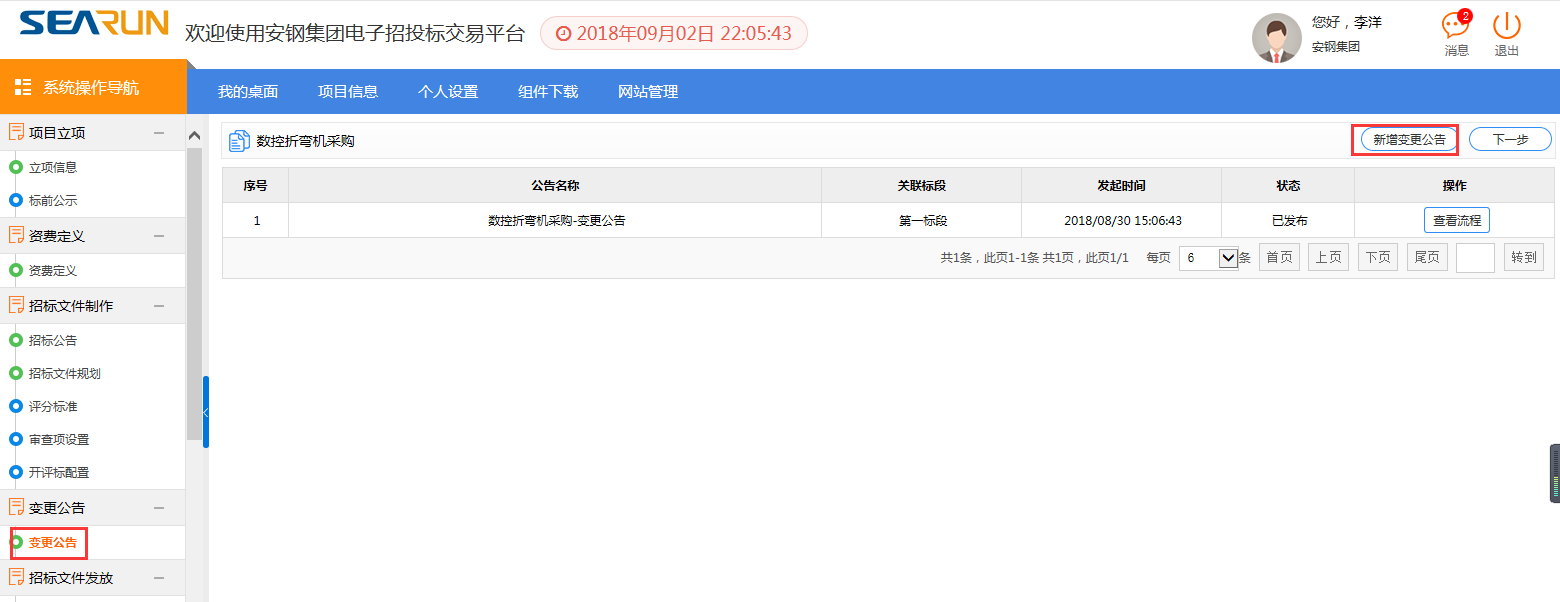 SEARUN
欢迎使用安钢集团电子招投标交易平台
2018年09月02日 22:05:43
您好，李洋
安钢集团
2
消息
退出
系统操作导航
我的桌面 项目信息 个人设置 组件下载 网站管理
项目立项
立项信息
标前公示
资费定义
资费定义
招标文件制作
招标公告
招标文件规划
评分标准
审查项设置
开评标配置
变更公告
变更公告
招标文件发放
数控折弯机采购
新增变更公告 下一步
序号 公告名称 关联标段 发起时间 状态 操作
1 数控折弯机采购-变更公告 第一标段 2018/08/30 15:06:43 已发布 查看流程
共1条，此页1-1条 共1页，此页1/1 每页 6 条 首页 上页 下页 尾页 转到